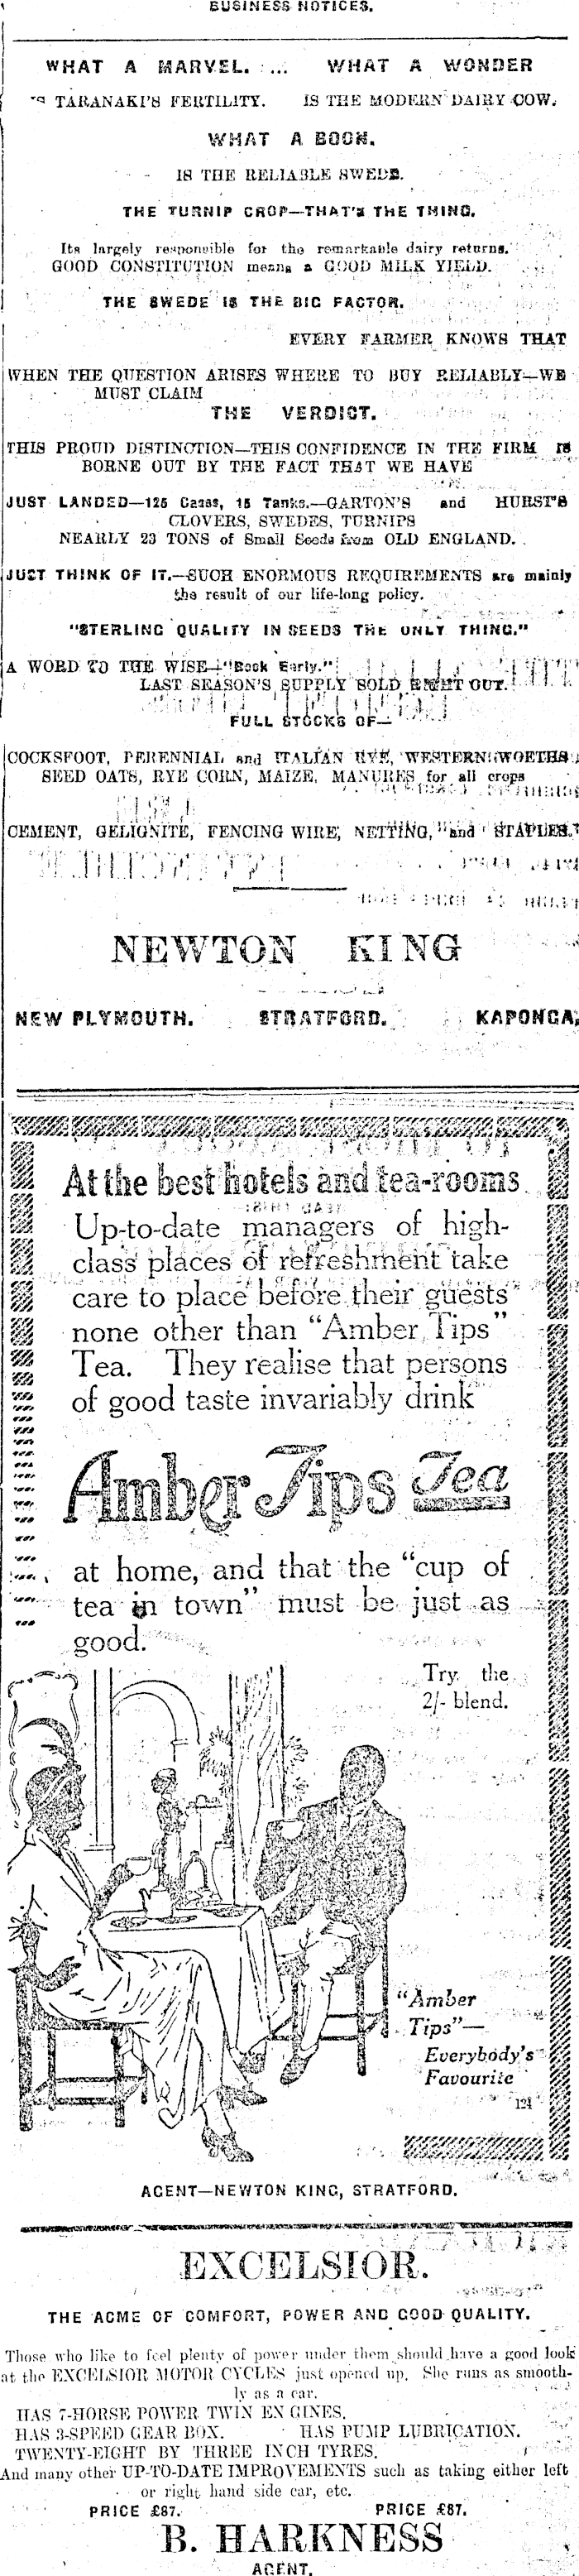 BUSINESS NOTICES.
WHAT A MARVEL. ... WHAT A WONDER
IS TARANAKI'S FERTILITY. IS THE MODERN DAIRY COW.
WHAT A BOON.
IS THE RELIABLE SWEDE.
THE TURNIP CROP—THAT'S THE THING.
Its largely responsible for the remarkable dairy returns.
GOOD CONSTITUTION means a GOOD MILK YIELD.
THE SWEDE IS THE BIG FACTOR.
EVERY FARMER KNOWS THAT
WHEN THE QUESTION ARISES WHERE TO BUY RELIABLY—WE
MUST CLAIM
THE VERDICT.
THIS PROUD DISTINCTION—THIS CONFIDENCE IN THE FIRM IS
BORNE OUT BY THE FACT THAT WE HAVE
JUST LANDED—125 Cases, 15 Tanks.—GARTON'S and HURST'S
CLOVERS, SWEDES, TURNIPS
NEARLY 23 TONS of Small Seeds from OLD ENGLAND.
JUST THINK OF IT.—SUCH ENORMOUS REQUIREMENTS are mainly
the result of our life-long policy.
"STERLING QUALITY IN SEEDS THE ONLY THING."
A WORD TO THE WISE—"Book Early."
LAST SEASON'S SUPPLY SOLD RIGHT OUT.
FULL STOCKS OF—
COCKSFOOT, PERENNIAL and ITALIAN RYE, WESTERNWORTHS
SEED OATS, RYE CORN, MAIZE, MANURES for all crops
CEMENT, GELIGNITE, FENCING WIRE, NETTING, and STAPLES.
NEWTON KING
NEW PLYMOUTH. STRATFORD. KAPONGA,
At the best hotels and tea-rooms
Up-to-date managers of high-
class places of refreshment take
care to place before their guests
none other than "Amber Tips"
Tea. They realise that persons
of good taste invariably drink
Amber Tips Tea
at home, and that the "cup of
tea in town" must be just as
good.
Try the
2/- blend.
"Amber
Tips"—
Everybody's
Favourite
124
AGENT—NEWTON KING, STRATFORD.
EXCELSIOR.
THE ACME OF COMFORT, POWER AND GOOD QUALITY.
Those who like to feel plenty of power under them should have a good look
at the EXCELSIOR MOTOR CYCLES just opened up. She runs as smooth-
ly as a car.
HAS 7-HORSE POWER TWIN EN GINES.
HAS 3-SPEED GEAR BOX. HAS PUMP LUBRICATION.
TWENTY-EIGHT BY THREE INCH TYRES.
And many other UP-TO-DATE IMPROVEMENTS such as taking either left
or right hand side car, etc.
PRICE £87. PRICE £87.
B. HARKNESS
AGENT.